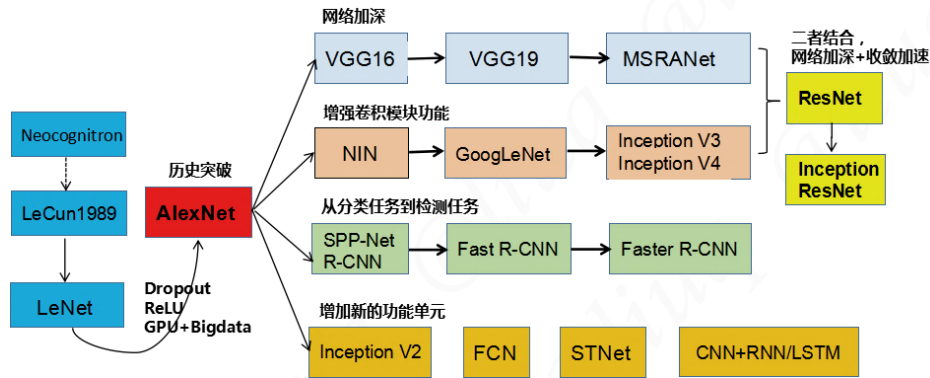 网络加深
VGG16
VGG19
MSRANet
二者结合，
网络加深+收敛加速
ResNet
Inception
ResNet
增强卷积模块功能
NIN
GoogLeNet
Inception V3
Inception V4
Neocognitron
LeCun1989
LeNet
历史突破
AlexNet
Dropout
ReLU
GPU+Bigdata
从分类任务到检测任务
SPP-Net
R-CNN
Fast R-CNN
Faster R-CNN
增加新的功能单元
Inception V2
FCN
STNet
CNN+RNN/LSTM